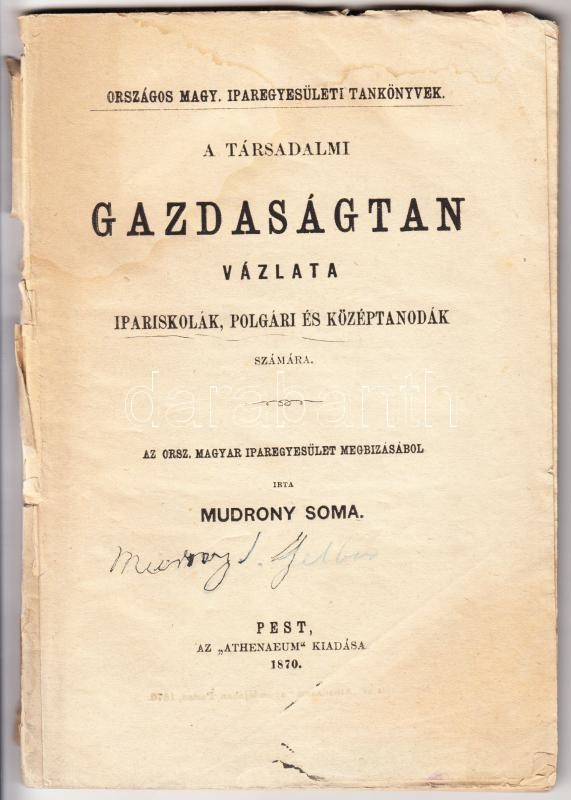 ORSZÁGOS MAGY. IPAREGYESÜLETI TANKÖNYVEK.
A TÁRSADALMI
GAZDASÁGTAN
VÁZLATA
IPARISKOLÁK, POLGÁRI ÉS KÖZÉPTANODÁK
SZÁMÁRA.
darabanth
AZ ORSZ. MAGYAR IPAREGYESÜLET MEGBIZÁSÁBOL
IRTA
MUDRONY SOMA.
PEST,
AZ „ATHENAEUM“ KIADÁSA
1870.